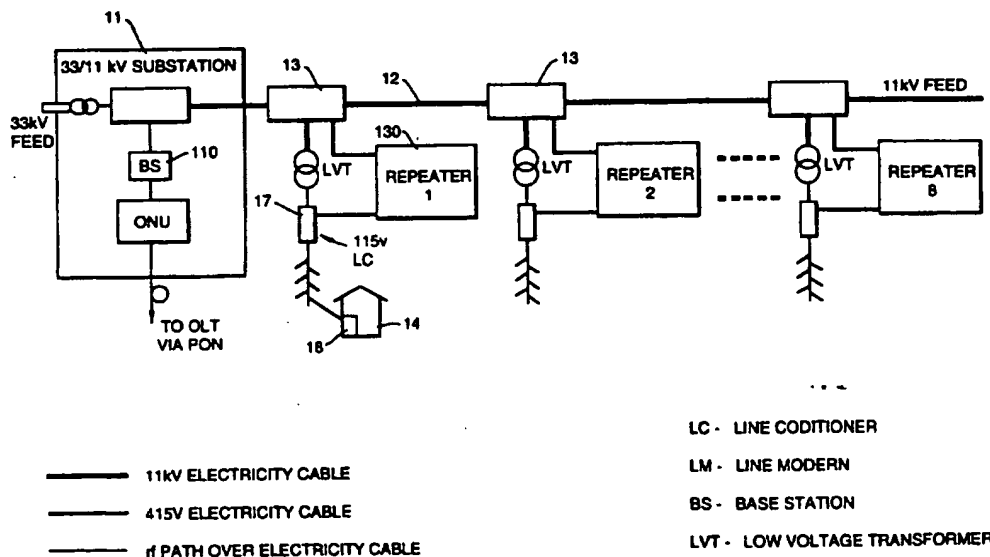 11
33/11 kV SUBSTATION
33kV
FEED
BS
110
ONU
TO OLT
VIA PON
13
12
13
11kV FEED
LVT
130
REPEATER
1
17
115v
LC
18
14
LVT
REPEATER
2
LVT
REPEATER
8
11kV ELECTRICITY CABLE
415V ELECTRICITY CABLE
rf PATH OVER ELECTRICITY CABLE
LC - LINE CODITIONER
LM - LINE MODERN
BS - BASE STATION
LVT - LOW VOLTAGE TRANSFORMER